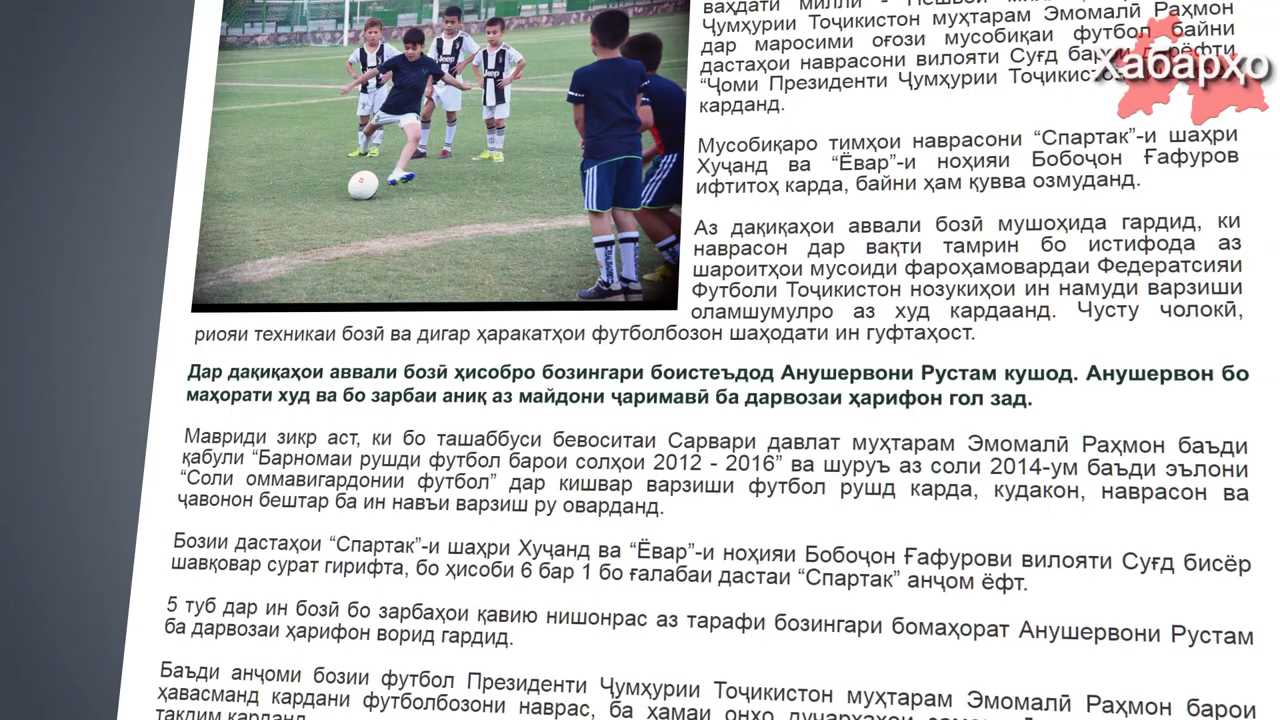 ваҳдати миллӣ - Пешвои
Ҷумҳурии Тоҷикистон муҳтарам Эмомалӣ Раҳмон
дар маросими оғози мусобиқаи футбол байни
дастаҳои наврасони вилояти Суғд
“Ҷоми Президенти Ҷумҳурии
карданд.
Хабарҳо
Мусобиқаро тимҳои наврасони “Спартак”-и шаҳри
Хуҷанд ва “Ёвар”-и ноҳияи Бобоҷон Ғафуров
ифтитоҳ карда, байни ҳам қувва озмуданд.
Аз дақиқаҳои аввали бозӣ мушоҳида гардид, ки
наврасон дар вақти тамрин бо истифода аз
шароитҳои мусоиди фароҳамовардаи Федератсияи
Футболи Тоҷикистон нозукиҳои ин намуди варзиши
оламшумулро аз худ кардаанд. Чусту чолокӣ,
риояи техникаи бозӣ ва дигар ҳаракатҳои футболбозон шаҳодати ин гуфтаҳост.
Дар дақиқаҳои аввали бозӣ ҳисобро бозингари боистеъдод Анушервони Рустам кушод. Анушервон бо
маҳорати худ ва бо зарбаи аниқ аз майдони ҷаримавӣ ба дарвозаи ҳарифон гол зад.
Мавриди зикр аст, ки бо ташаббуси бевоситаи Сарвари давлат муҳтарам Эмомалӣ Раҳмон баъди
қабули “Барномаи рушди футбол барои солҳои 2012 - 2016” ва шуруъ аз соли 2014-ум баъди эълони
“Соли оммавигардонии футбол” дар кишвар варзиши футбол рушд карда, кудакон, наврасон ва
ҷавонон бештар ба ин навъи варзиш ру оварданд.
Бозии дастаҳои “Спартак”-и шаҳри Хуҷанд ва “Ёвар”-и ноҳияи Бобоҷон Ғафурови вилояти Суғд бисёр
шавқовар сурат гирифта, бо ҳисоби 6 бар 1 бо ғалабаи дастаи “Спартак” анҷом ёфт.
5 туб дар ин бозӣ бо зарбаҳои қавию нишонрас аз тарафи бозингари бомаҳорат Анушервони Рустам
ба дарвозаи ҳарифон ворид гардид.
Баъди анҷоми бозии футбол Президенти Ҷумҳурии Тоҷикистон муҳтарам Эмомалӣ Раҳмон барои
ҳавасманд кардани футболбозони наврас, ба ҳамаи онҳо дучархаҳои
тақдим карданд.